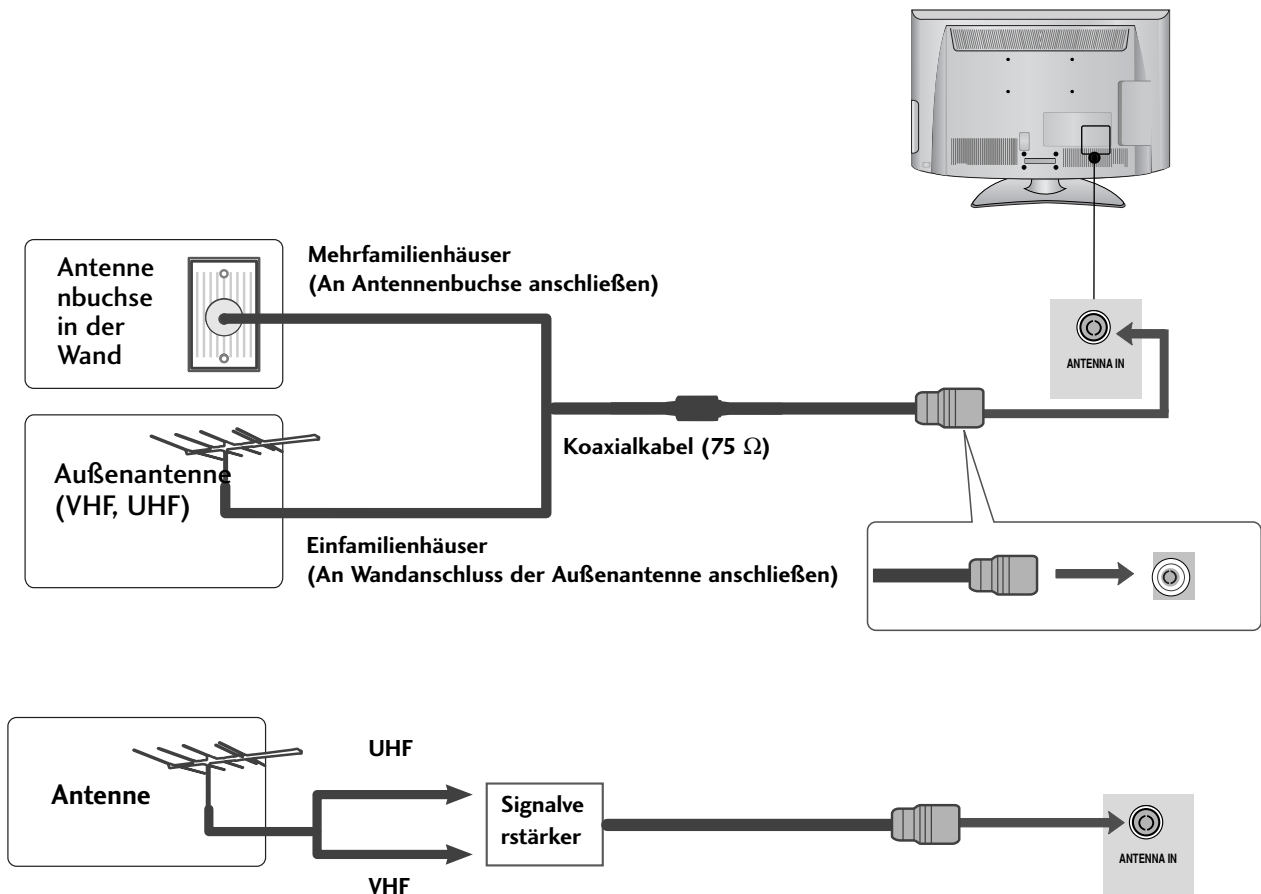 Antenne
nbuchse
in der
Wand
Mehrfamilienhäuser
(An Antennenbuchse anschließen)
ANTENNA IN
Außenantenne
(VHF, UHF)
Koaxialkabel (75 Ω)
Einfamilienhäuser
(An Wandanschluss der Außenantenne anschließen)
Antenne
UHF
VHF
Signalve
rstärker
ANTENNA IN